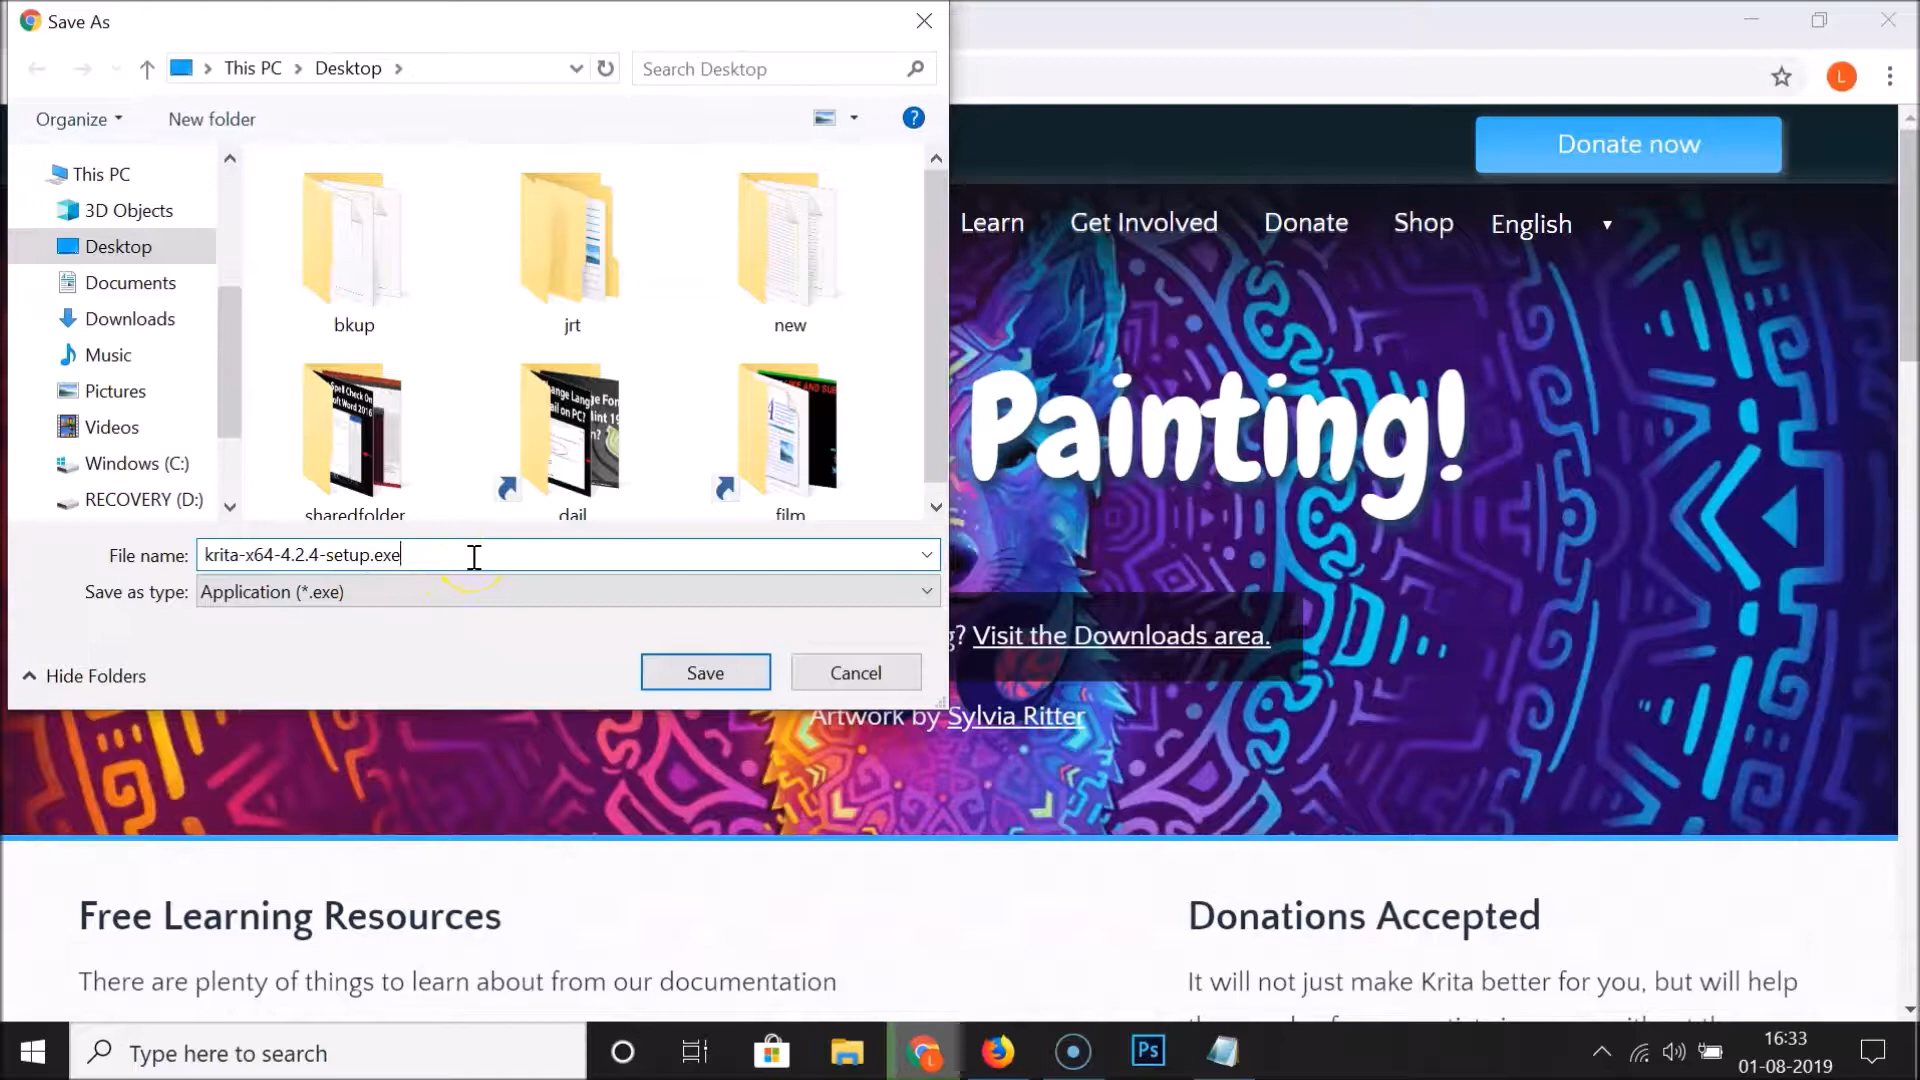 Save As
This PC
Desktop
Search Desktop
Organize
New folder
?
This PC
3D Objects
Desktop
Documents
Downloads
Music
Pictures
Videos
Windows (C:)
RECOVERY (D:)
bkup
jrt
new
sharedfolder
dail
film
File name: krita-x64-4.2.4-setup.exe
Save as type: Application (*.exe)
Hide Folders
Save
Cancel
L
Donate now
Learn
Get Involved
Donate
Shop
English
Painting!
? Visit the Downloads area.
Artwork by Sylvia Ritter
Free Learning Resources
There are plenty of things to learn about from our documentation
Donations Accepted
It will not just make Krita better for you, but will help
Type here to search
L
Ps
16:33
01-08-2019